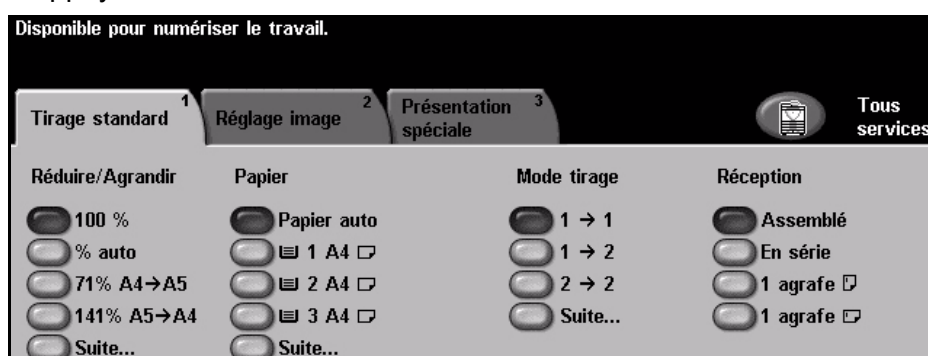 Disponible pour numériser le travail.
Tirage standard 1
Réglage image 2
Présentation spéciale 3
Tous services
Réduire/Agrandir
100 %
% auto
71% A4→A5
141% A5→A4
Suite...
Papier
Papier auto
1 A4
2 A4
3 A4
Suite...
Mode tirage
1 → 1
1 → 2
2 → 2
Suite...
Réception
Assemblé
En série
1 agrafe
1 agrafe